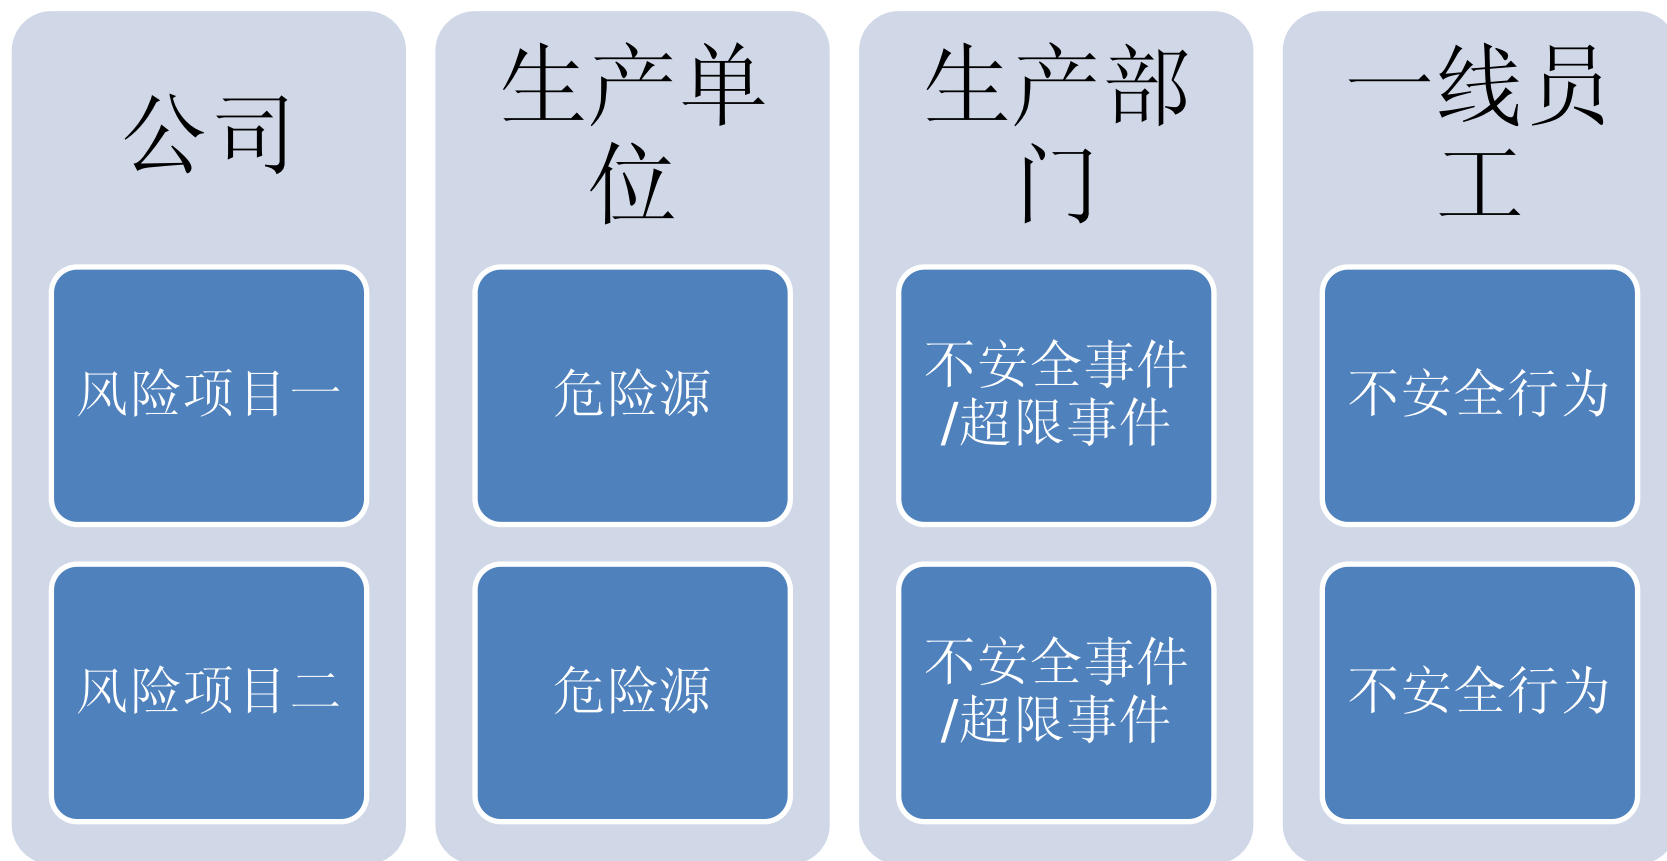 公司
风险项目一
风险项目二
生产单
位
危险源
危险源
生产部
门
不安全事件
/超限事件
不安全事件
/超限事件
一线员
工
不安全行为
不安全行为